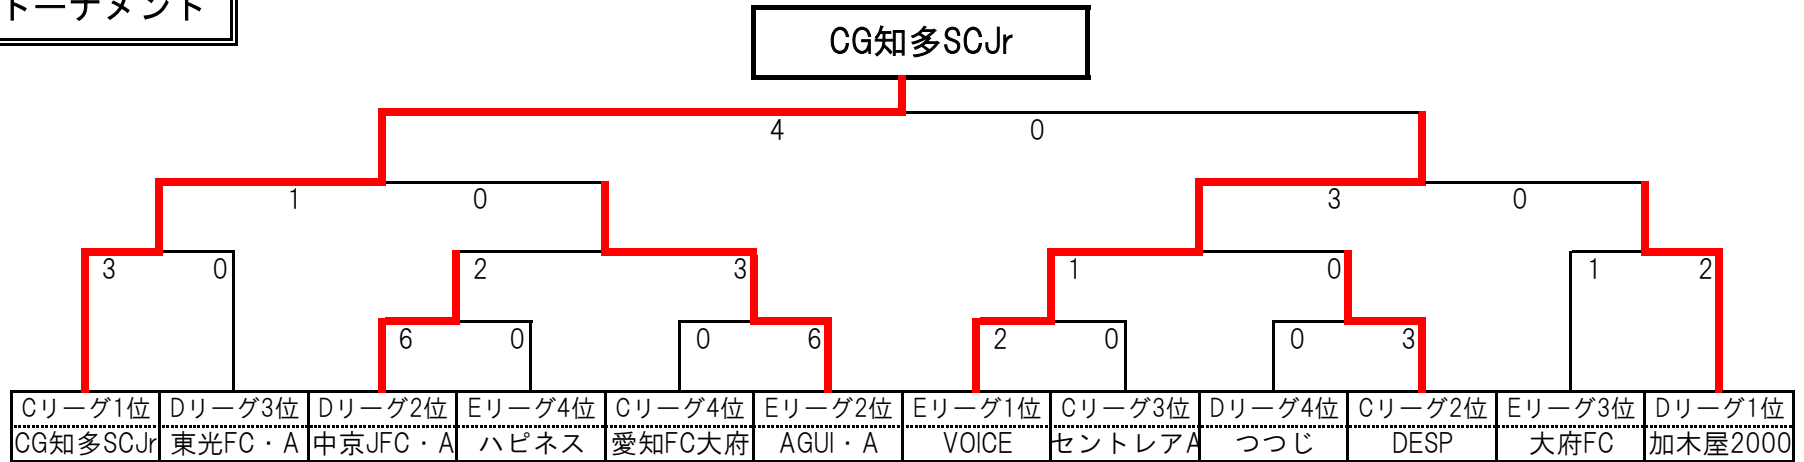 トーナメント
CG知多SCJr
4 0
1 0 3 0
3 0 2 3 1 0 1 2
6 0 0 6 2 0 0 3
Cリーグ1位 Dリーグ3位 Dリーグ2位 Eリーグ4位 Cリーグ4位 Eリーグ2位 Eリーグ1位 Cリーグ3位 Dリーグ4位 Cリーグ2位 Eリーグ3位 Dリーグ1位
CG知多SCJr 東光FC・A 中京JFC・A ハピネス 愛知FC大府 AGUI・A VOICE セントレアA つつじ DESP 大府FC 加木屋2000